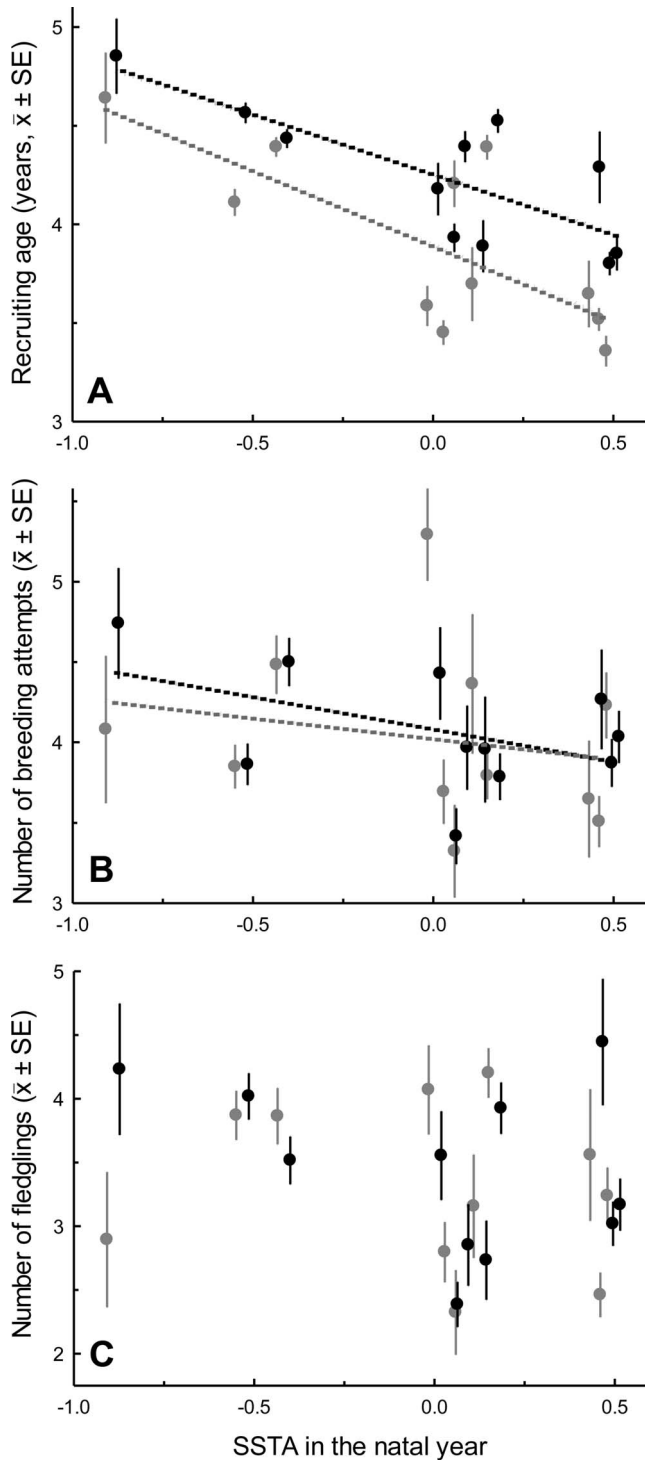 Recruiting age (years, x̄ ± SE)
5
4
3
A
-1.0 -0.5 0.0 0.5
Number of breeding attempts (x̄ ± SE)
5
4
3
B
-1.0 -0.5 0.0 0.5
Number of fledglings (x̄ ± SE)
5
4
3
2
C
-1.0 -0.5 0.0 0.5
SSTA in the natal year